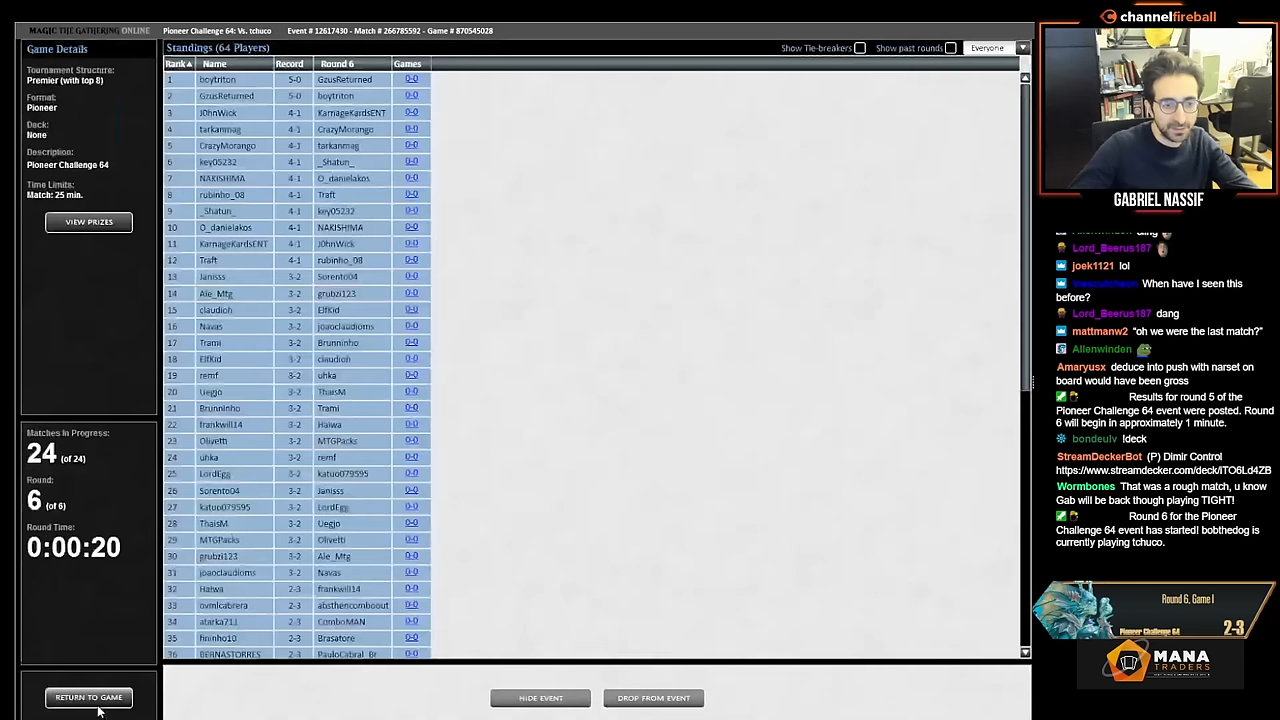 MAGIC THE GATHERING ONLINE
Pioneer Challenge 64: Vs. tchuco
Event # 12617430 - Match # 266785592 - Game # 870545028
Game Details
Tournament Structure:
Premier (with top 8)
Format:
Pioneer
Deck:
None
Description:
Pioneer Challenge 64
Time Limits:
Match: 25 min.
VIEW PRIZES
Matches In Progress:
24 (of 24)
Round:
6 (of 6)
Round Time:
0:00:20
RETURN TO GAME
Standings (64 Players)
Show Tie-breakers
Show past rounds
Everyone
Rank Name Record Round 6 Games
1 boytriton 5-0 GzusReturned 0-0
2 GzusReturned 5-0 boytriton 0-0
3 J0hnWick 4-1 KarnageKardsENT 0-0
4 tarkanmag 4-1 CrazyMorango 0-0
5 CrazyMorango 4-1 tarkanmag 0-0
6 key05232 4-1 _Shatun_ 0-0
7 NAKISHIMA 4-1 O_danielakos 0-0
8 rubinho_08 4-1 Traft 0-0
9 _Shatun_ 4-1 key05232 0-0
10 O_danielakos 4-1 NAKISHIMA 0-0
11 KarnageKardsENT 4-1 J0hnWick 0-0
12 Traft 4-1 rubinho_08 0-0
13 Janisss 3-2 Sorento04 0-0
14 Ale_Mtg 3-2 grubzi123 0-0
15 claudioh 3-2 ElfKid 0-0
16 Navas 3-2 joaoclaudioms 0-0
17 Trami 3-2 Brunninho 0-0
18 ElfKid 3-2 claudioh 0-0
19 remf 3-2 uhka 0-0
20 Uegjo 3-2 ThaisM 0-0
21 Brunninho 3-2 Trami 0-0
22 frankwill14 3-2 Haiwa 0-0
23 Olivetti 3-2 MTGPacks 0-0
24 uhka 3-2 remf 0-0
25 LordEgg 3-2 katuo079595 0-0
26 Sorento04 3-2 Janisss 0-0
27 katuo079595 3-2 LordEgg 0-0
28 ThaisM 3-2 Uegjo 0-0
29 MTGPacks 3-2 Olivetti 0-0
30 grubzi123 3-2 Ale_Mtg 0-0
31 joaoclaudioms 3-2 Navas 0-0
32 Haiwa 2-3 frankwill14 0-0
33 ovmlcabrera 2-3 absthencomboout 0-0
34 atarka711 2-3 ComboMAN 0-0
35 fininho10 2-3 Brasatore 0-0
36 BERNASTORRES 2-3 PauloCabral_Br 0-0
HIDE EVENT
DROP FROM EVENT
channelfireball
GABRIEL NASSIF
Lord_Beerus187
joek1121 lol
When have I seen this
before?
Lord_Beerus187 dang
mattmanw2 "oh we were the last match?"
Allenwinden
Amaryusx deduce into push with narset on
board would have been gross
Results for round 5 of the
Pioneer Challenge 64 event were posted. Round
6 will begin in approximately 1 minute.
bondeulv !deck
StreamDeckerBot (P) Dimir Control
https://www.streamdecker.com/deck/ITO6Ld4ZB
Wormbones That was a rough match, u know
Gab will be back though playing TIGHT!
Round 6 for the Pioneer
Challenge 64 event has started! bobthedog is
currently playing tchuco.
Round 6, Game 1
Pioneer Challenge 64
2-3
MANA
TRADERS